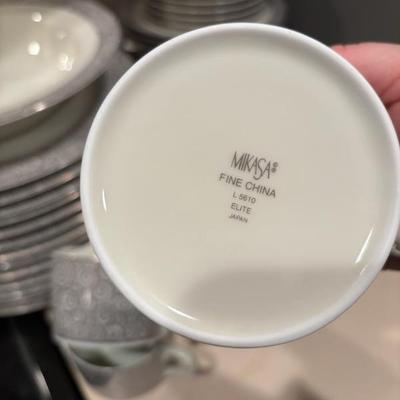 MIKASA®
FINE CHINA
L 5610
ELITE
JAPAN